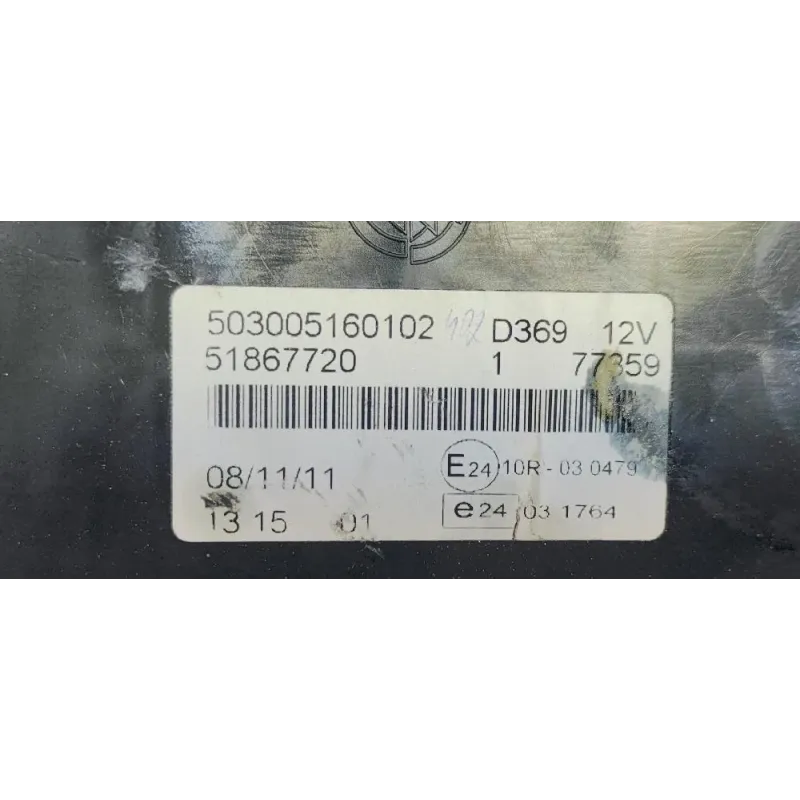 503005160102 D369 12V
51867720 1 77359
08/11/11 E24 10R-03 0479
13 15 01 e24 03 1764